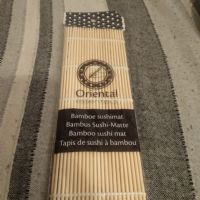 Oriental
Bamboe sushimat
Bambus Sushi-Matte
Bamboo sushi mat
Tapis de sushi à bambou